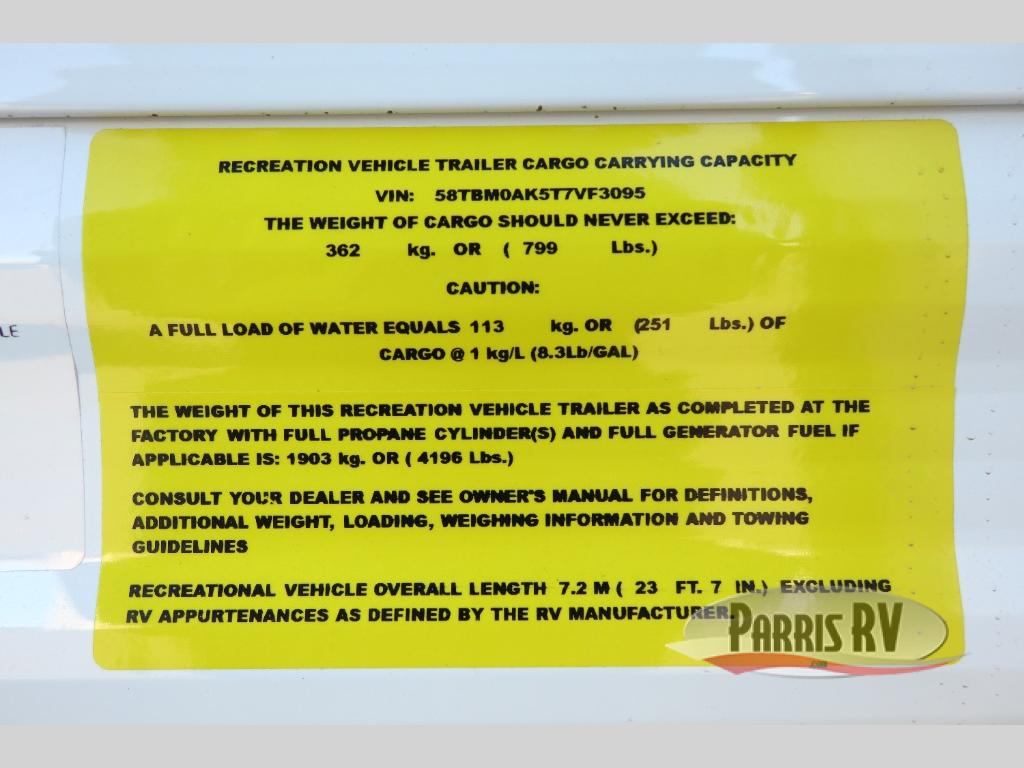 RECREATION VEHICLE TRAILER CARGO CARRYING CAPACITY
VIN: 58TBM0AK5T7VF3095
THE WEIGHT OF CARGO SHOULD NEVER EXCEED:
362 kg. OR ( 799 Lbs.)
CAUTION:
A FULL LOAD OF WATER EQUALS 113 kg. OR (251 Lbs.) OF
CARGO @ 1 kg/L (8.3Lb/GAL)
LE
THE WEIGHT OF THIS RECREATION VEHICLE TRAILER AS COMPLETED AT THE
FACTORY WITH FULL PROPANE CYLINDER(S) AND FULL GENERATOR FUEL IF
APPLICABLE IS: 1903 kg. OR ( 4196 Lbs.)
CONSULT YOUR DEALER AND SEE OWNER'S MANUAL FOR DEFINITIONS,
ADDITIONAL WEIGHT, LOADING, WEIGHING INFORMATION AND TOWING
GUIDELINES
RECREATIONAL VEHICLE OVERALL LENGTH 7.2 M ( 23 FT. 7 IN.) EXCLUDING
RV APPURTENANCES AS DEFINED BY THE RV MANUFACTURER.
PARRIS RV
.com